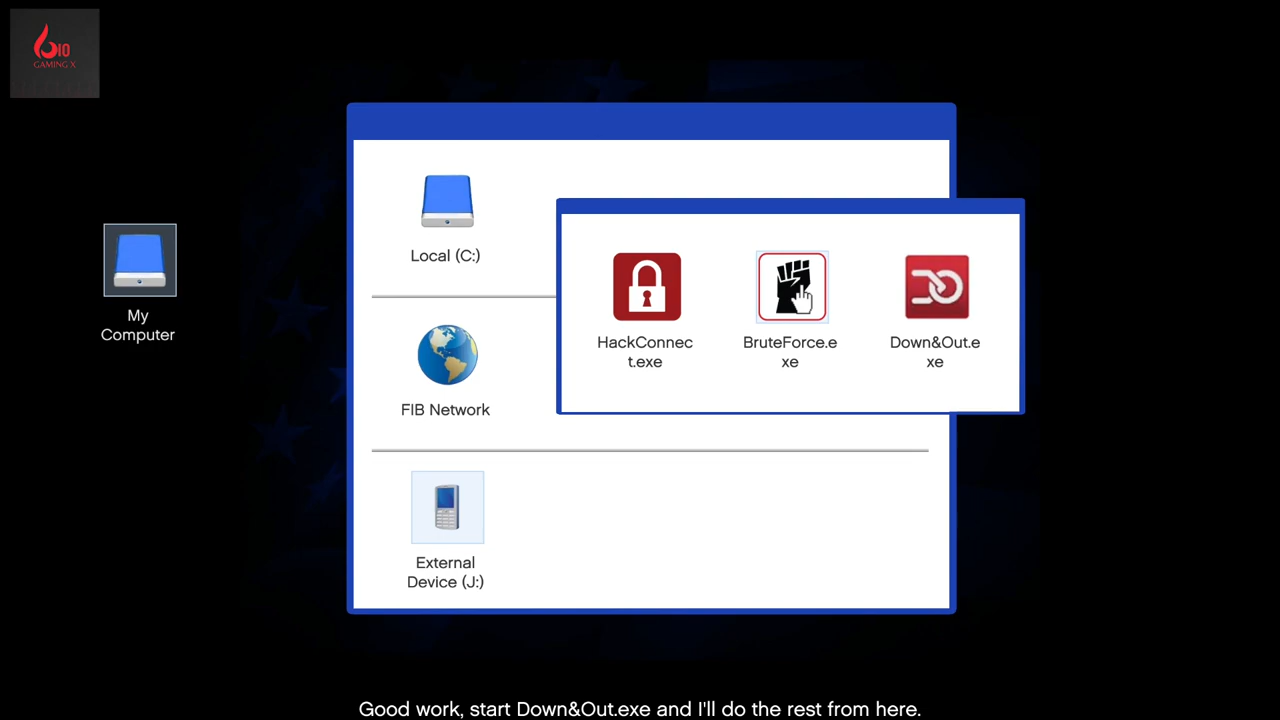 IO
GAMING X
My
Computer
Local (C:)
FIB Network
External
Device (J:)
HackConnec
t.exe
BruteForce.e
xe
Down&Out.e
xe
Good work, start Down&Out.exe and I'll do the rest from here.